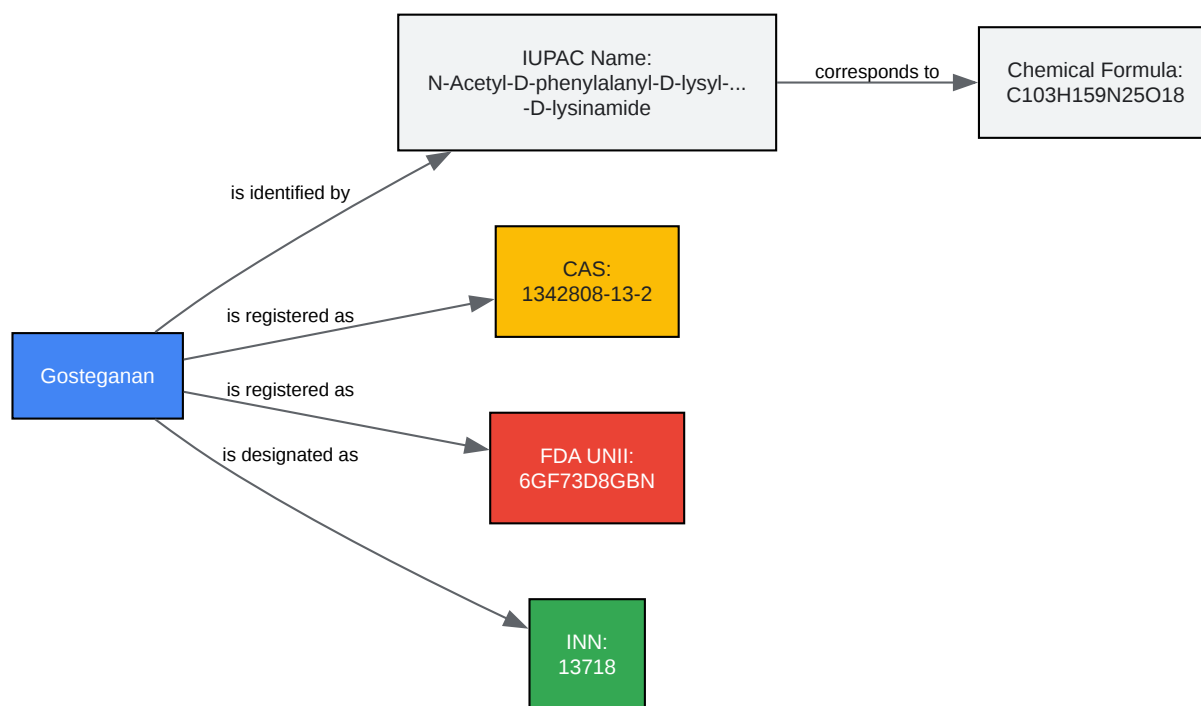 IUPAC Name:
N-Acetyl-D-phenylalanyl-D-lysyl-...
-D-lysinamide
corresponds to
Chemical Formula:
C103H159N25O18
is identified by
CAS:
1342808-13-2
is registered as
Gosteganan
is registered as
FDA UNII:
6GF73D8GBN
is designated as
INN:
13718